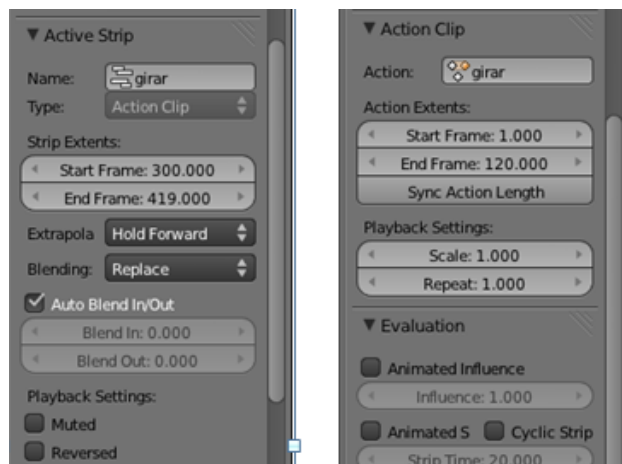 Active Strip
Name: girar
Type: Action Clip
Strip Extents:
Start Frame: 300.000
End Frame: 419.000
Extrapola Hold Forward
Blending: Replace
Auto Blend In/Out
Blend In: 0.000
Blend Out: 0.000
Playback Settings:
Muted
Reversed
Action Clip
Action: girar
Action Extents:
Start Frame: 1.000
End Frame: 120.000
Sync Action Length
Playback Settings:
Scale: 1.000
Repeat: 1.000
Evaluation
Animated Influence
Influence: 1.000
Animated S Cyclic Strip
Strip Time: 20.000